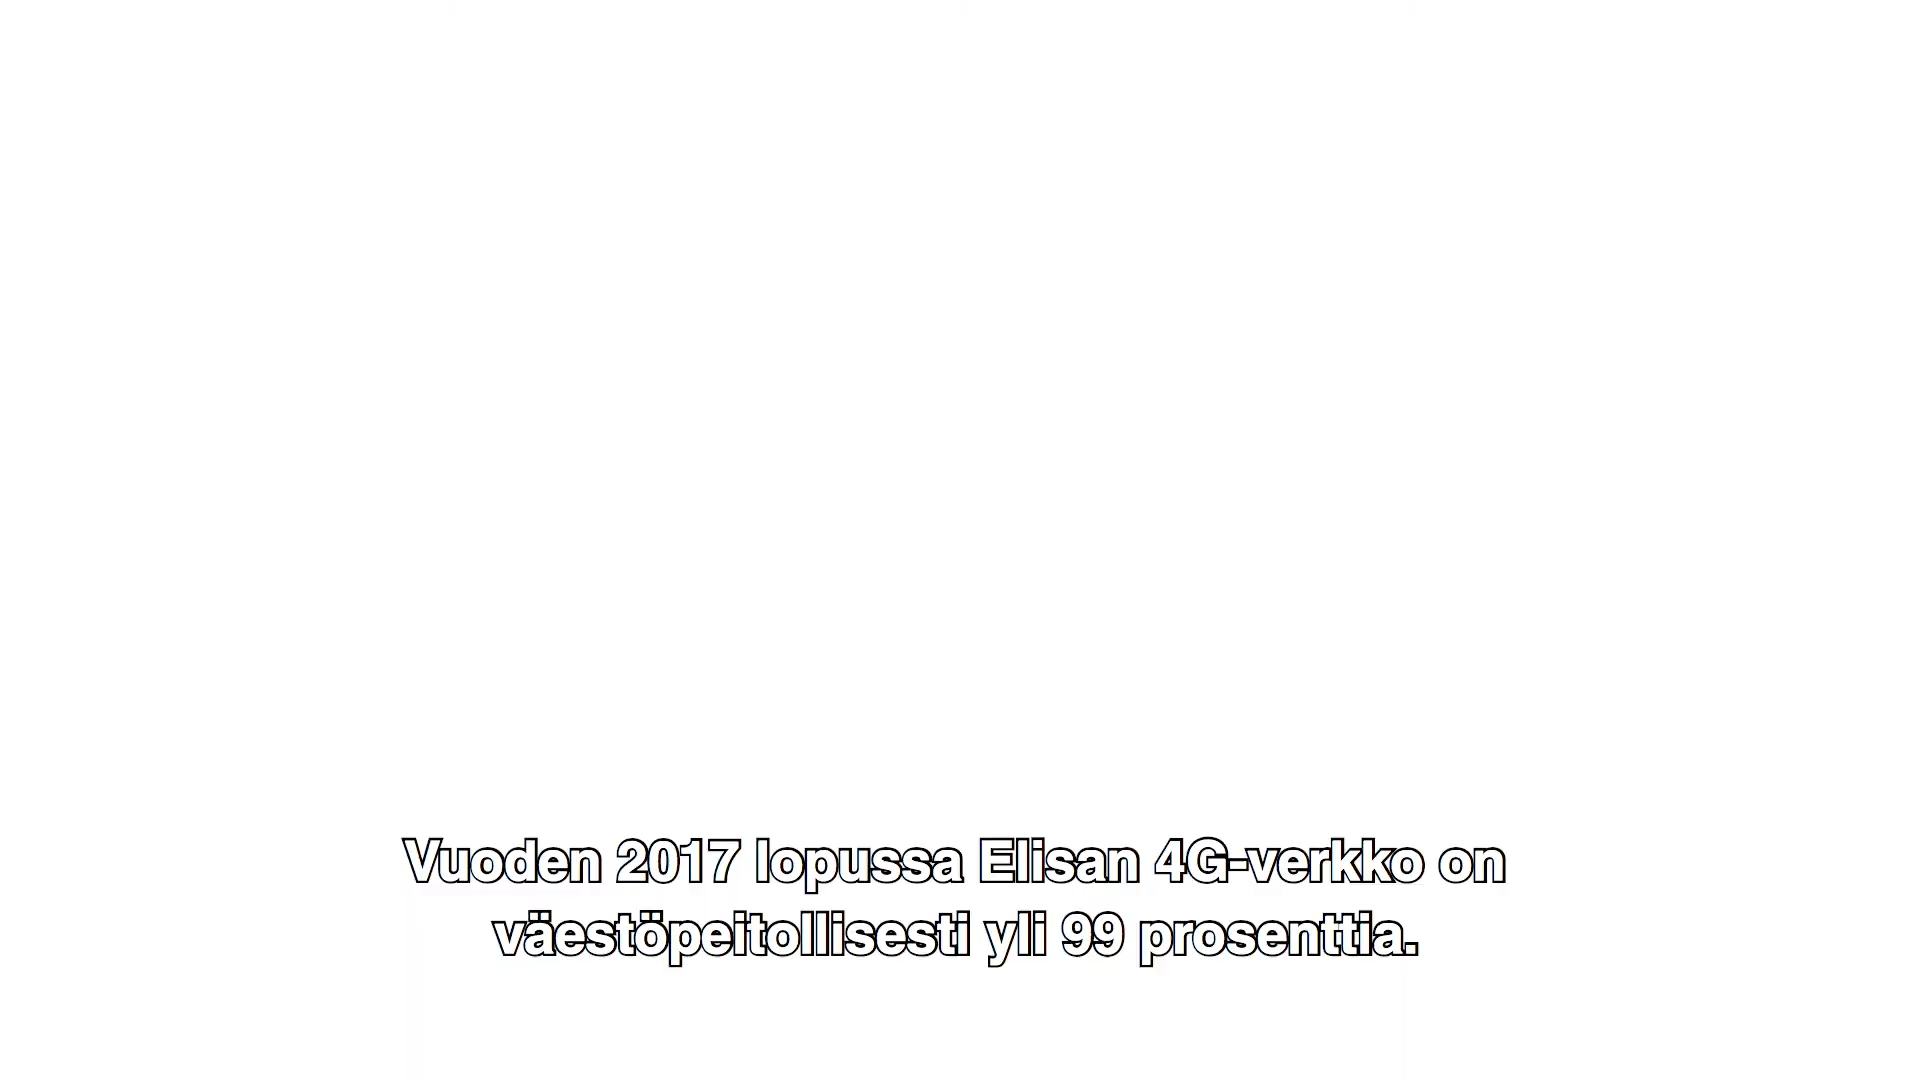 Vuoden 2017 lopussa Elisan 4G-verkko on
väestöpeitollisesti yli 99 prosenttia.